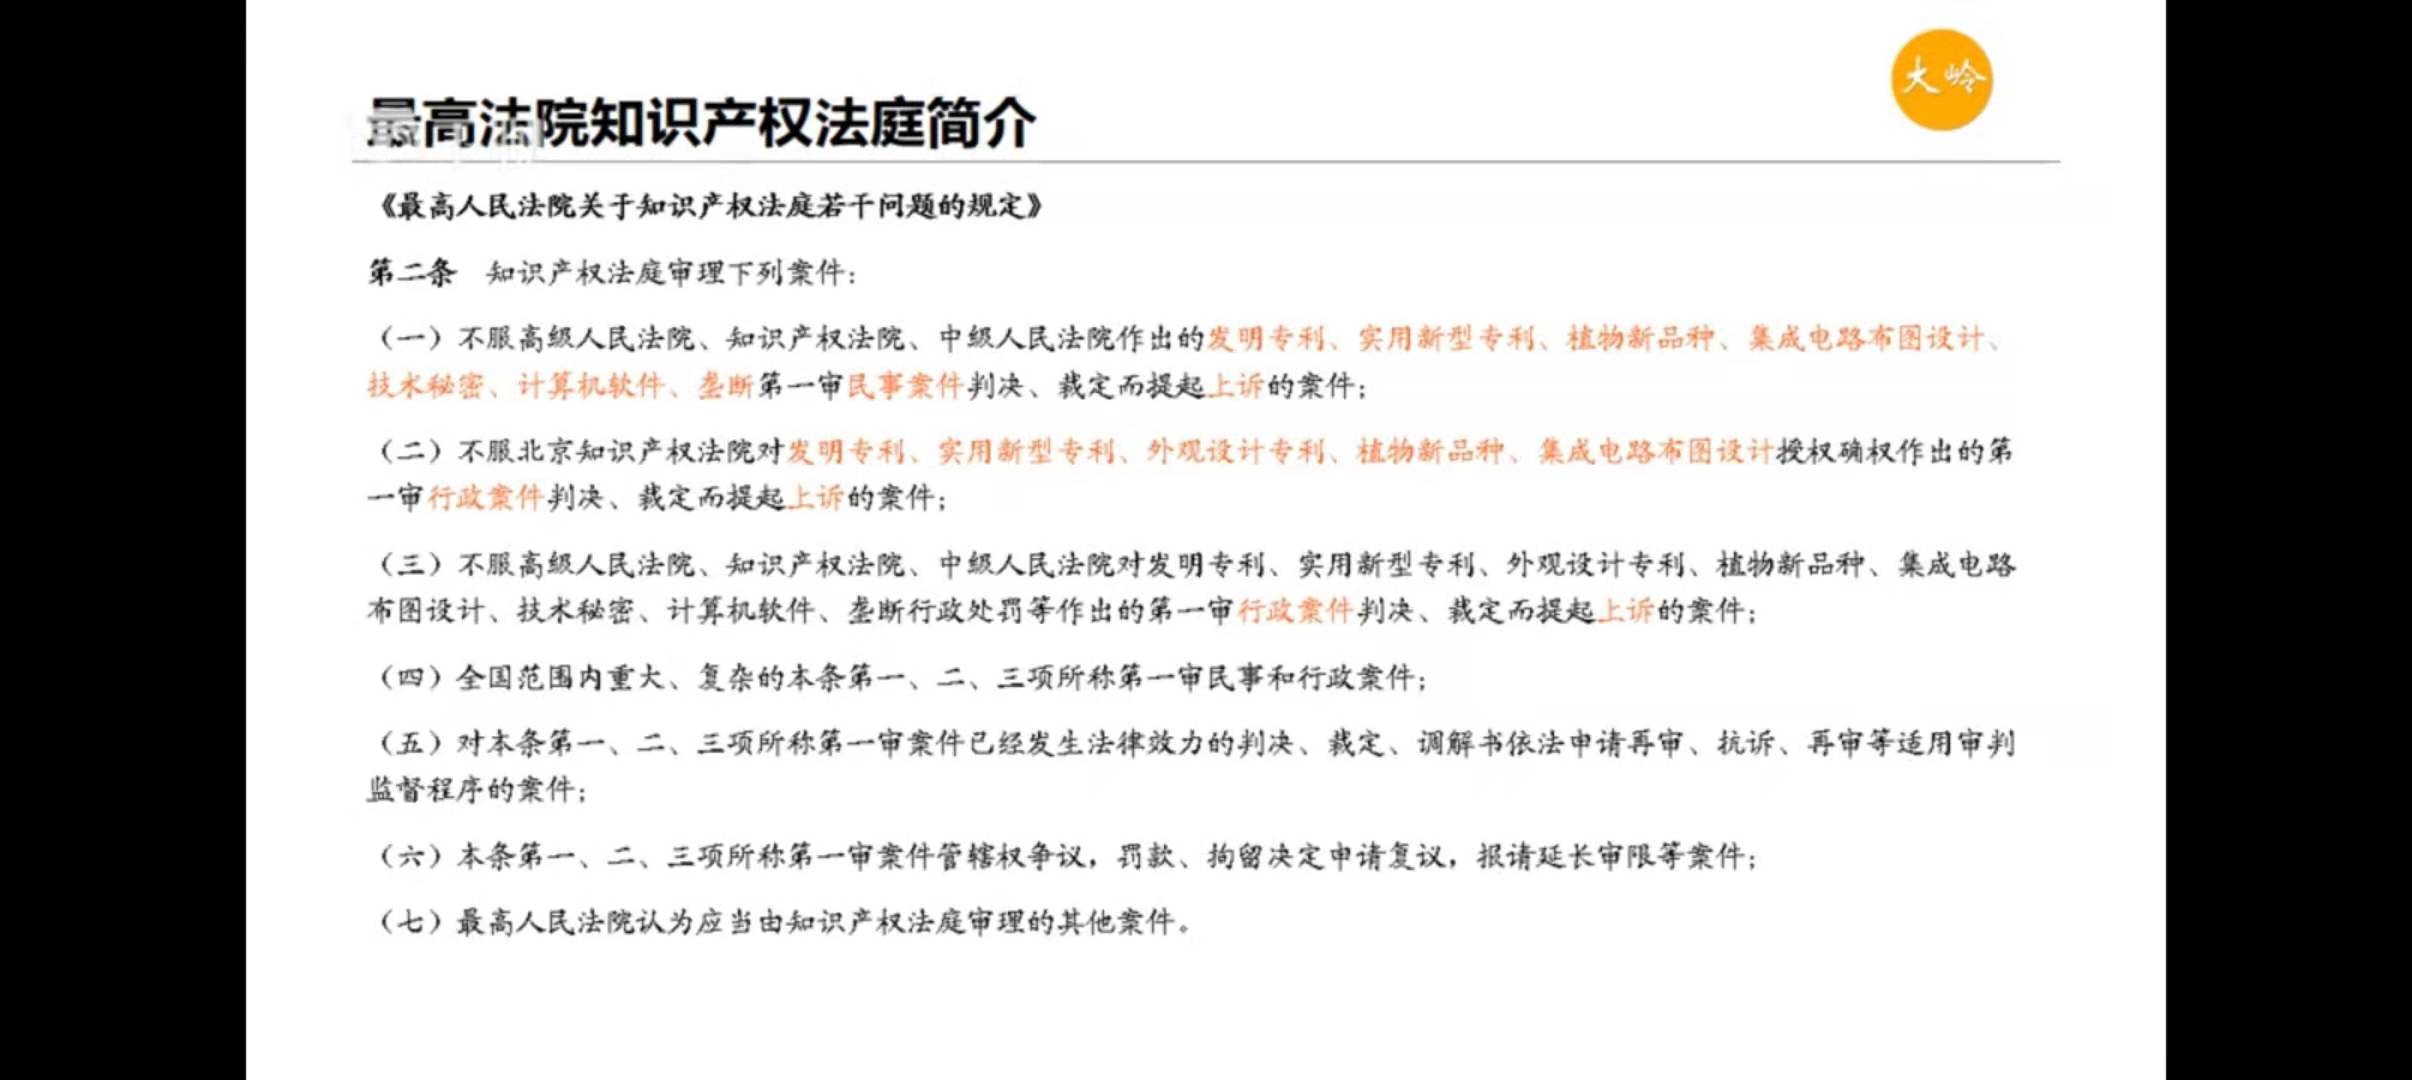 大岭
最高法院知识产权法庭简介
《最高人民法院关于知识产权法庭若干问题的规定》
第二条 知识产权法庭审理下列案件：
（一）不服高级人民法院、知识产权法院、中级人民法院作出的发明专利、实用新型专利、植物新品种、集成电路布图设计、
技术秘密、计算机软件、垄断第一审民事案件判决、裁定而提起上诉的案件；
（二）不服北京知识产权法院对发明专利、实用新型专利、外观设计专利、植物新品种、集成电路布图设计授权确权作出的第
一审行政案件判决、裁定而提起上诉的案件；
（三）不服高级人民法院、知识产权法院、中级人民法院对发明专利、实用新型专利、外观设计专利、植物新品种、集成电路
布图设计、技术秘密、计算机软件、垄断行政处罚等作出的第一审行政案件判决、裁定而提起上诉的案件；
（四）全国范围内重大、复杂的本条第一、二、三项所称第一审民事和行政案件；
（五）对本条第一、二、三项所称第一审案件已经发生法律效力的判决、裁定、调解书依法申请再审、抗诉、再审等适用审判
监督程序的案件；
（六）本条第一、二、三项所称第一审案件管辖权争议，罚款、拘留决定申请复议，报请延长审限等案件；
（七）最高人民法院认为应当由知识产权法庭审理的其他案件。